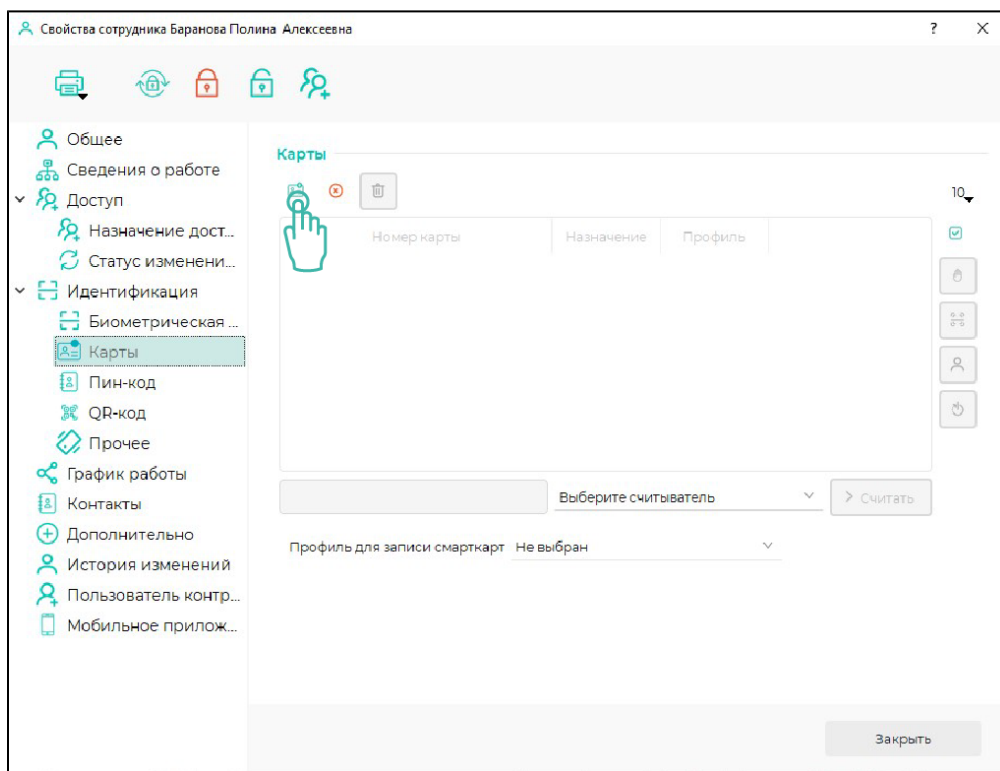 Свойства сотрудника Баранова Полина Алексеевна
?
Общее
Сведения о работе
Доступ
Назначение дост...
Статус изменени...
Идентификация
Биометрическая ...
Карты
Пин-код
QR-код
Прочее
График работы
Контакты
Дополнительно
История изменений
Пользователь контр...
Мобильное прилож...
Карты
10
Номер карты Назначение Профиль
Выберите считыватель
> Считать
Профиль для записи смарткарт Не выбран
Закрыть